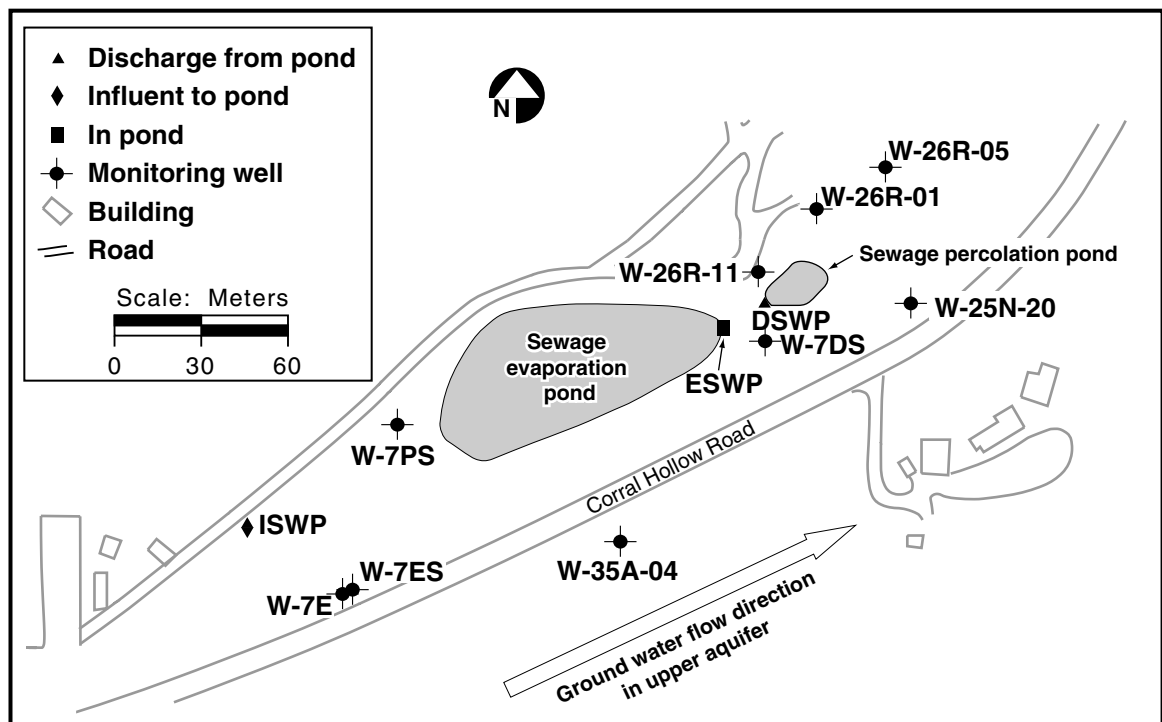 Discharge from pond
Influent to pond
In pond
Monitoring well
Building
Road
Scale: Meters
0 30 60
N
W-26R-05
W-26R-01
W-26R-11
Sewage percolation pond
DSWP
W-25N-20
W-7DS
ESWP
Sewage
evaporation
pond
W-7PS
Corral Hollow Road
ISWP
W-7ES
W-7E
W-35A-04
Ground water flow direction
in upper aquifer